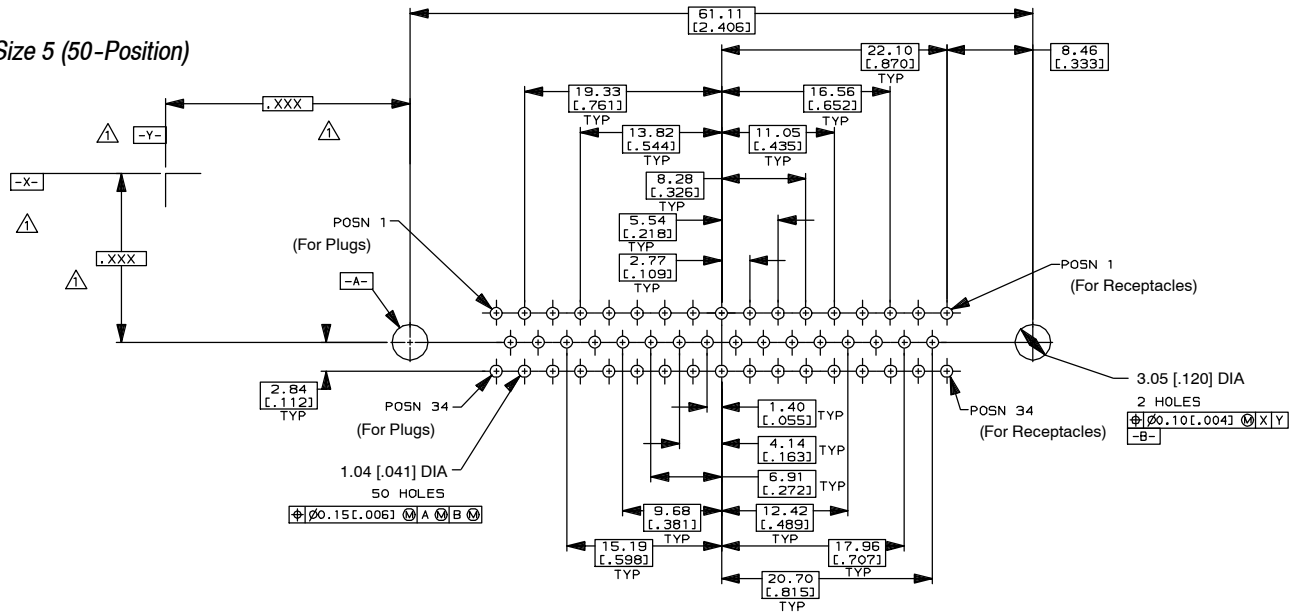 Size 5 (50-Position)
61.11
[2.406]
22.10
[.870]
TYP
8.46
[.333]
.XXX
19.33
[.761]
TYP
16.56
[.652]
TYP
1
-Y-
1
13.82
[.544]
TYP
11.05
[.435]
TYP
-X-
1
8.28
[.326]
TYP
POSN 1
(For Plugs)
5.54
[.218]
TYP
.XXX
1
2.77
[.109]
TYP
-A-
POSN 1
(For Receptacles)
2.84
[.112]
TYP
POSN 34
(For Plugs)
1.40
[.055]
TYP
POSN 34
(For Receptacles)
3.05 [.120] DIA
2 HOLES
⌖ Ø0.10[.004] Ⓜ X Y
-B-
4.14
[.163]
TYP
1.04 [.041] DIA
50 HOLES
⌖ Ø0.15[.006] Ⓜ A Ⓜ B Ⓜ
6.91
[.272]
TYP
9.68
[.381]
TYP
12.42
[.489]
TYP
15.19
[.598]
TYP
17.96
[.707]
TYP
20.70
[.815]
TYP